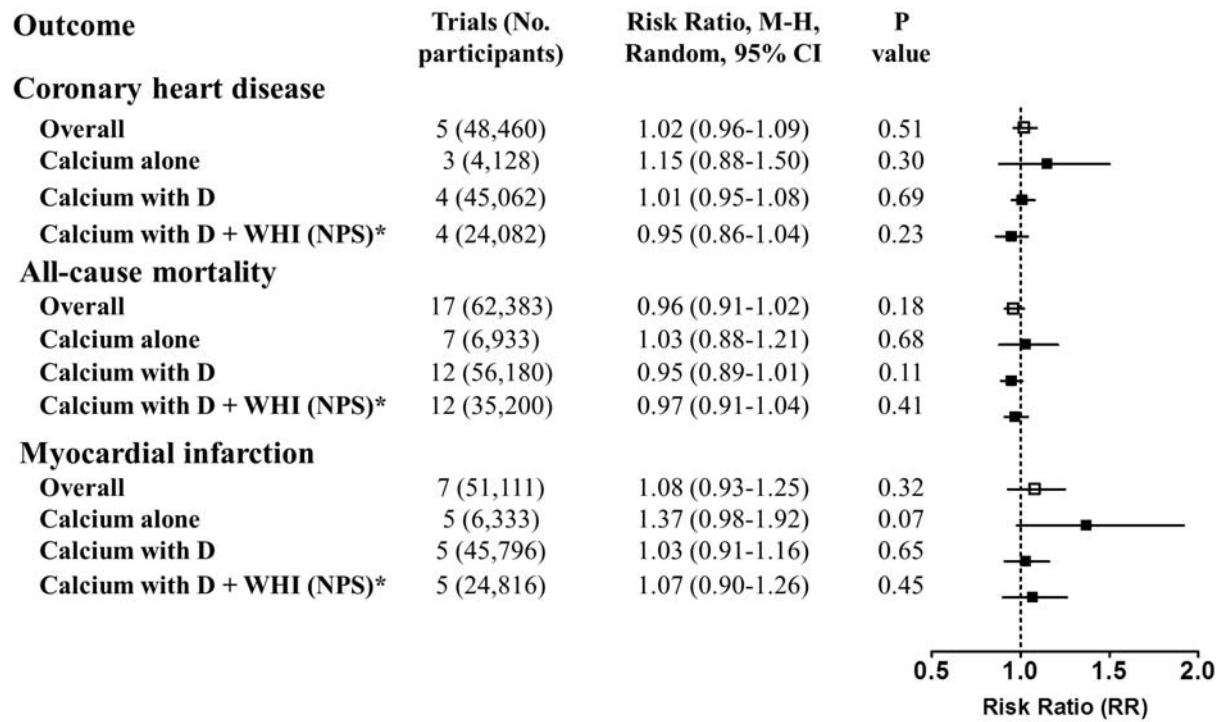 Outcome Trials (No. participants) Risk Ratio, M-H, Random, 95% CI P value
Coronary heart disease
Overall 5 (48,460) 1.02 (0.96-1.09) 0.51
Calcium alone 3 (4,128) 1.15 (0.88-1.50) 0.30
Calcium with D 4 (45,062) 1.01 (0.95-1.08) 0.69
Calcium with D + WHI (NPS)* 4 (24,082) 0.95 (0.86-1.04) 0.23
All-cause mortality
Overall 17 (62,383) 0.96 (0.91-1.02) 0.18
Calcium alone 7 (6,933) 1.03 (0.88-1.21) 0.68
Calcium with D 12 (56,180) 0.95 (0.89-1.01) 0.11
Calcium with D + WHI (NPS)* 12 (35,200) 0.97 (0.91-1.04) 0.41
Myocardial infarction
Overall 7 (51,111) 1.08 (0.93-1.25) 0.32
Calcium alone 5 (6,333) 1.37 (0.98-1.92) 0.07
Calcium with D 5 (45,796) 1.03 (0.91-1.16) 0.65
Calcium with D + WHI (NPS)* 5 (24,816) 1.07 (0.90-1.26) 0.45
0.5 1.0 1.5 2.0
Risk Ratio (RR)